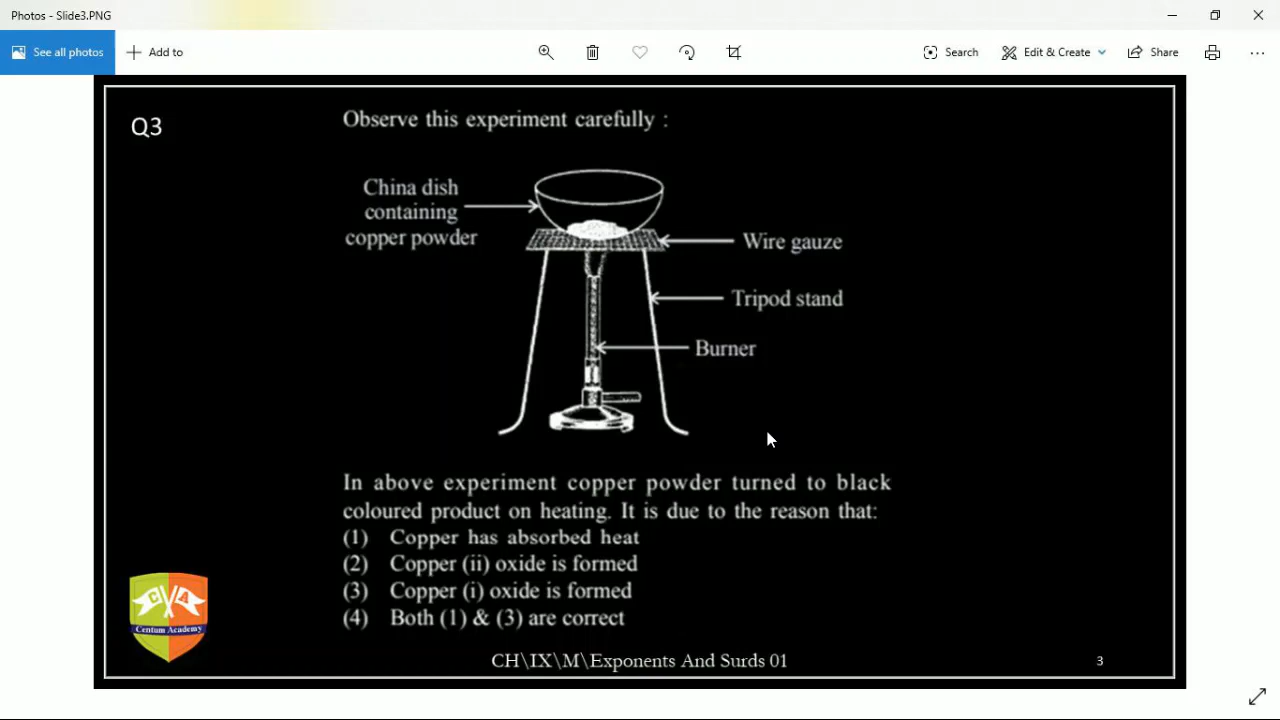 Photos - Slide3.PNG
See all photos
Add to
Search
Edit & Create
Share
Q3
Observe this experiment carefully :
China dish
containing
copper powder
Wire gauze
Tripod stand
Burner
In above experiment copper powder turned to black
coloured product on heating. It is due to the reason that:
(1) Copper has absorbed heat
(2) Copper (ii) oxide is formed
(3) Copper (i) oxide is formed
(4) Both (1) & (3) are correct
C A
Centum Academy
CH\IX\M\Exponents And Surds 01
3